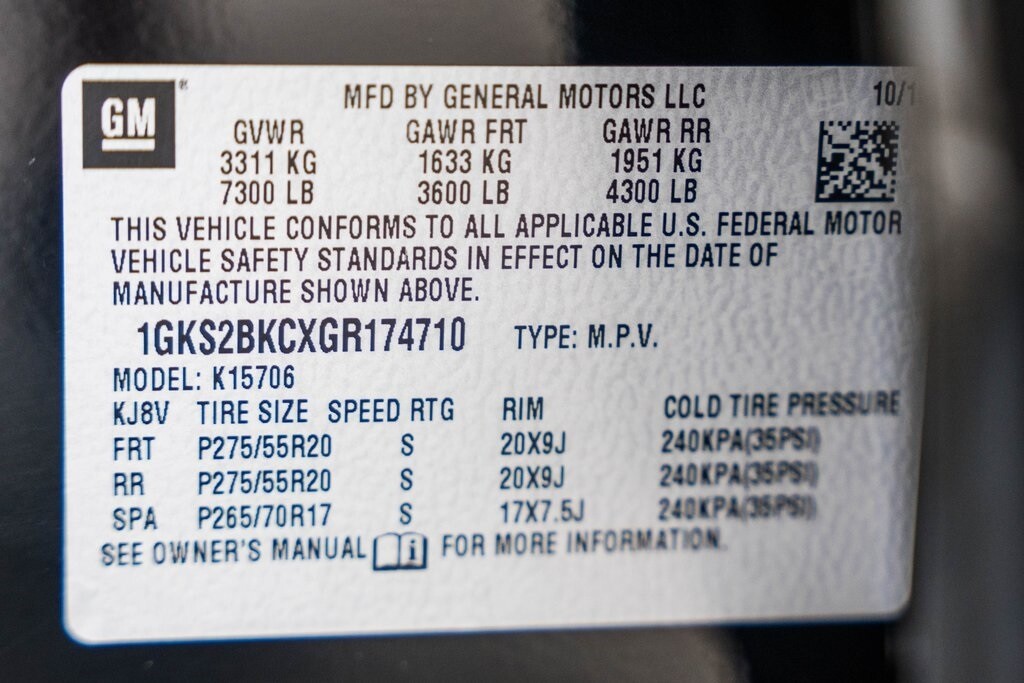 GM ® MFD BY GENERAL MOTORS LLC 10/1
GVWR GAWR FRT GAWR RR
3311 KG 1633 KG 1951 KG
7300 LB 3600 LB 4300 LB
THIS VEHICLE CONFORMS TO ALL APPLICABLE U.S. FEDERAL MOTOR
VEHICLE SAFETY STANDARDS IN EFFECT ON THE DATE OF
MANUFACTURE SHOWN ABOVE.
1GKS2BKCXGR174710 TYPE: M.P.V.
MODEL: K15706
KJ8V TIRE SIZE SPEED RTG RIM COLD TIRE PRESSURE
FRT P275/55R20 S 20X9J 240KPA(35PSI)
RR P275/55R20 S 20X9J 240KPA(35PSI)
SPA P265/70R17 S 17X7.5J 240KPA(35PSI)
SEE OWNER'S MANUAL i FOR MORE INFORMATION.